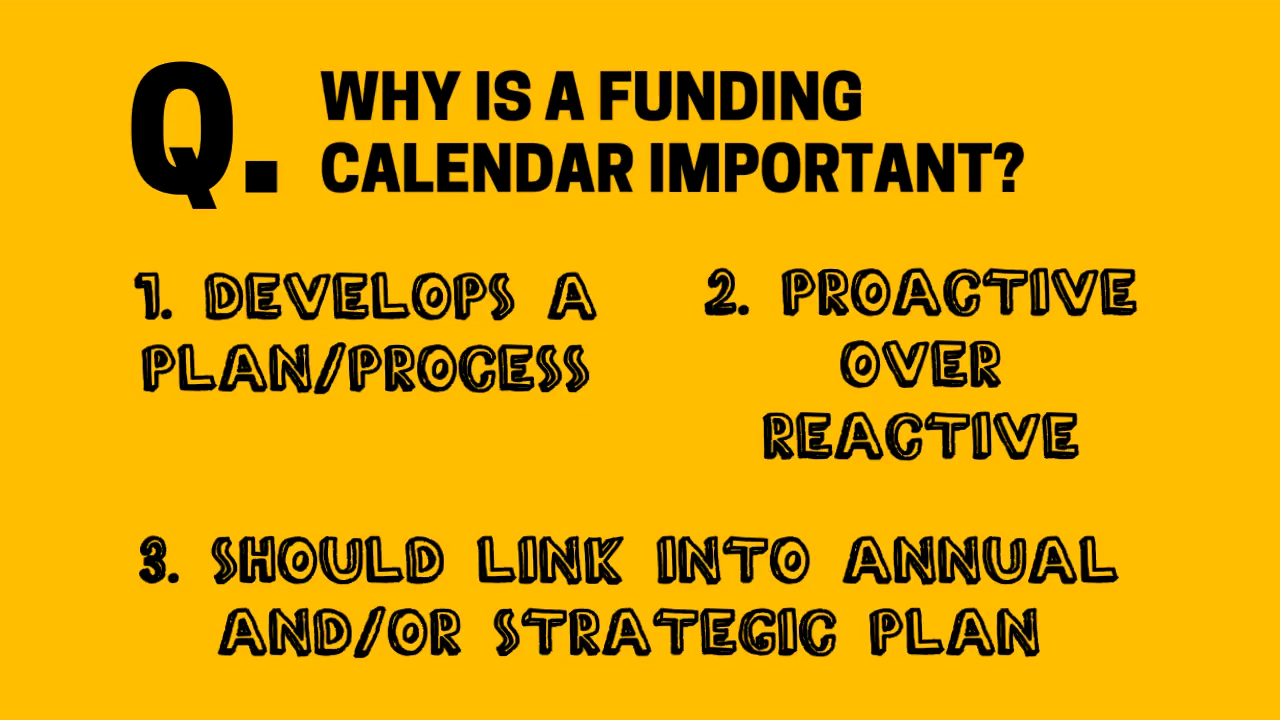 Q. WHY IS A FUNDING
CALENDAR IMPORTANT?
1. DEVELOPS A
PLAN/PROCESS
2. PROACTIVE
OVER
REACTIVE
3. SHOULD LINK INTO ANNUAL
AND/OR STRATEGIC PLAN